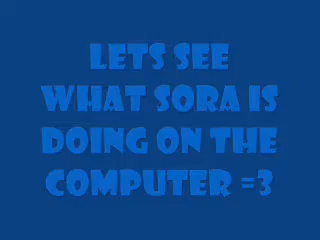 LETS SEE
WHAT SORA IS
DOING ON THE
COMPUTER =3